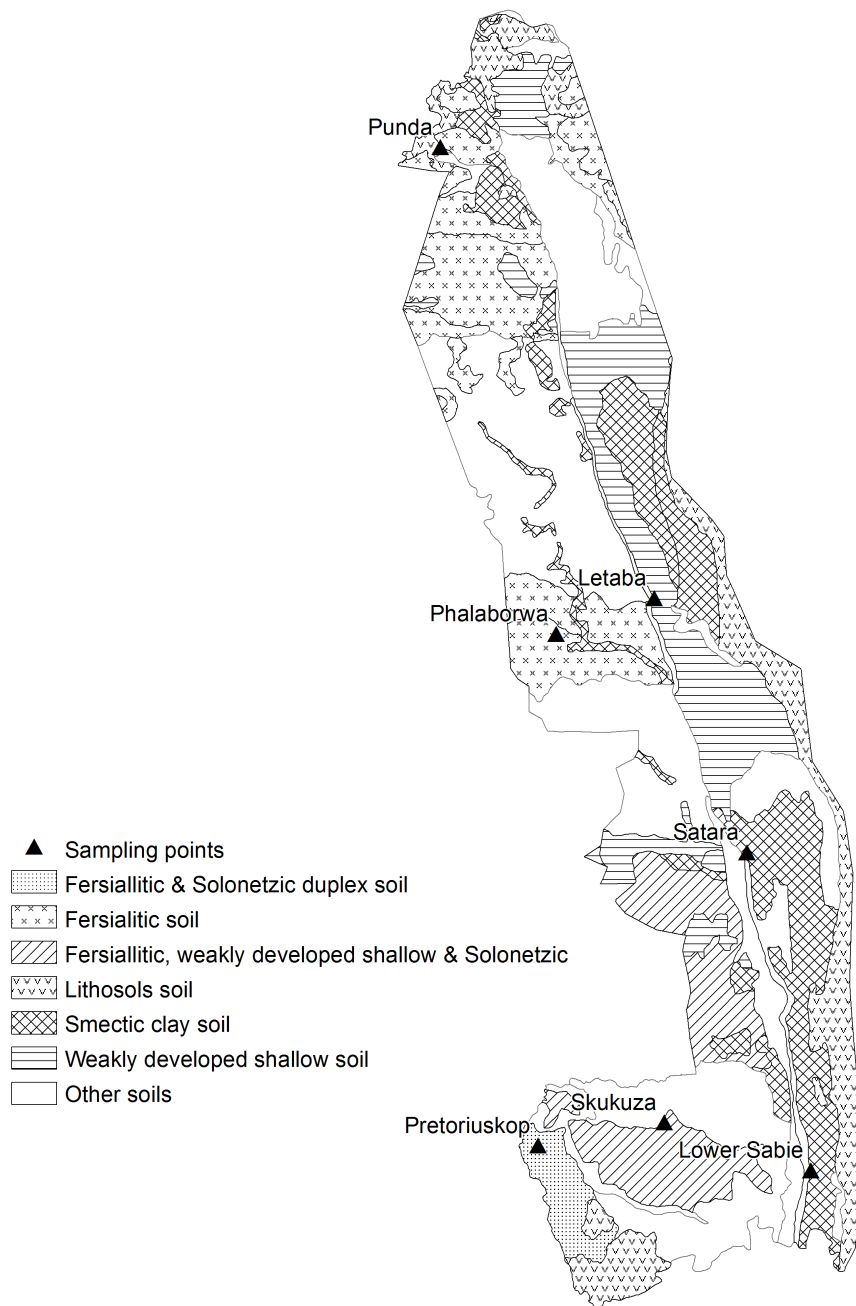 Punda
Letaba
Phalaborwa
Satara
Sampling points
Fersiallitic & Solonetzic duplex soil
Fersialitic soil
Fersiallitic, weakly developed shallow & Solonetzic
Lithosols soil
Smectic clay soil
Weakly developed shallow soil
Other soils
Skukuza
Pretoriuskop
Lower Sabie